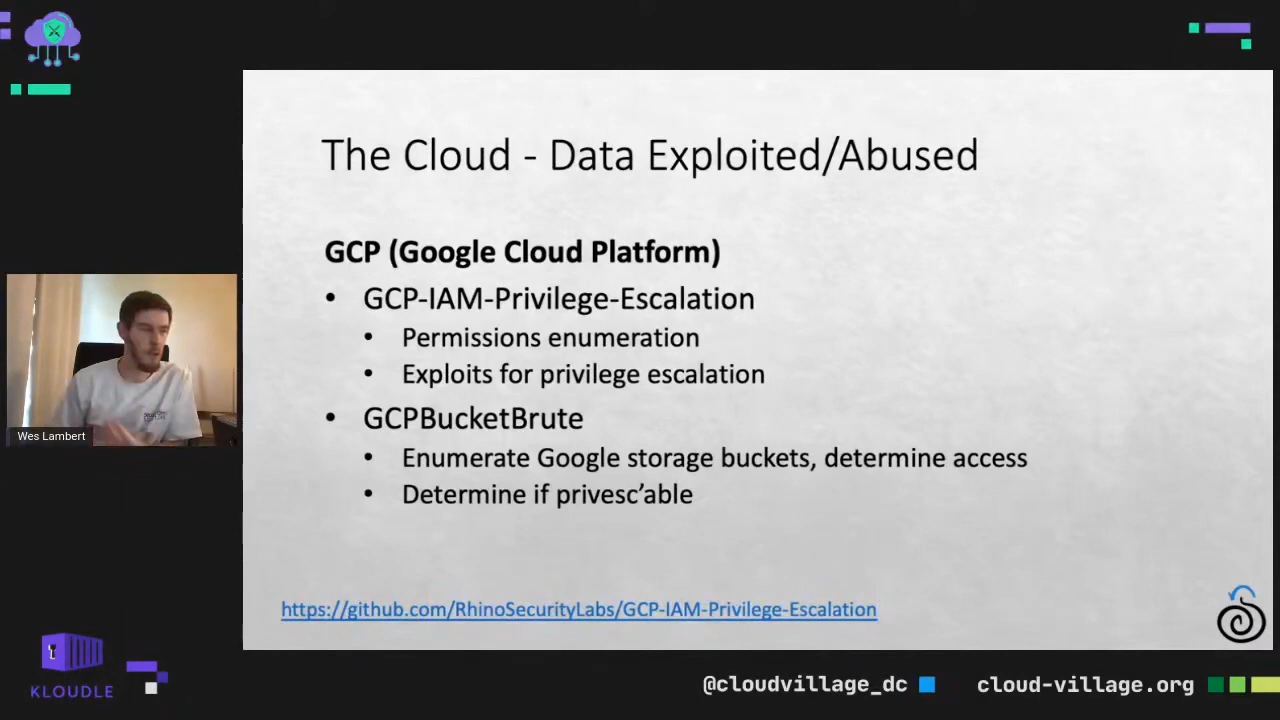 The Cloud - Data Exploited/Abused
GCP (Google Cloud Platform)
• GCP-IAM-Privilege-Escalation
• Permissions enumeration
• Exploits for privilege escalation
• GCPBucketBrute
• Enumerate Google storage buckets, determine access
• Determine if privesc’able
https://github.com/RhinoSecurityLabs/GCP-IAM-Privilege-Escalation
Wes Lambert
KLOUDLE
@cloudvillage_dc
cloud-village.org